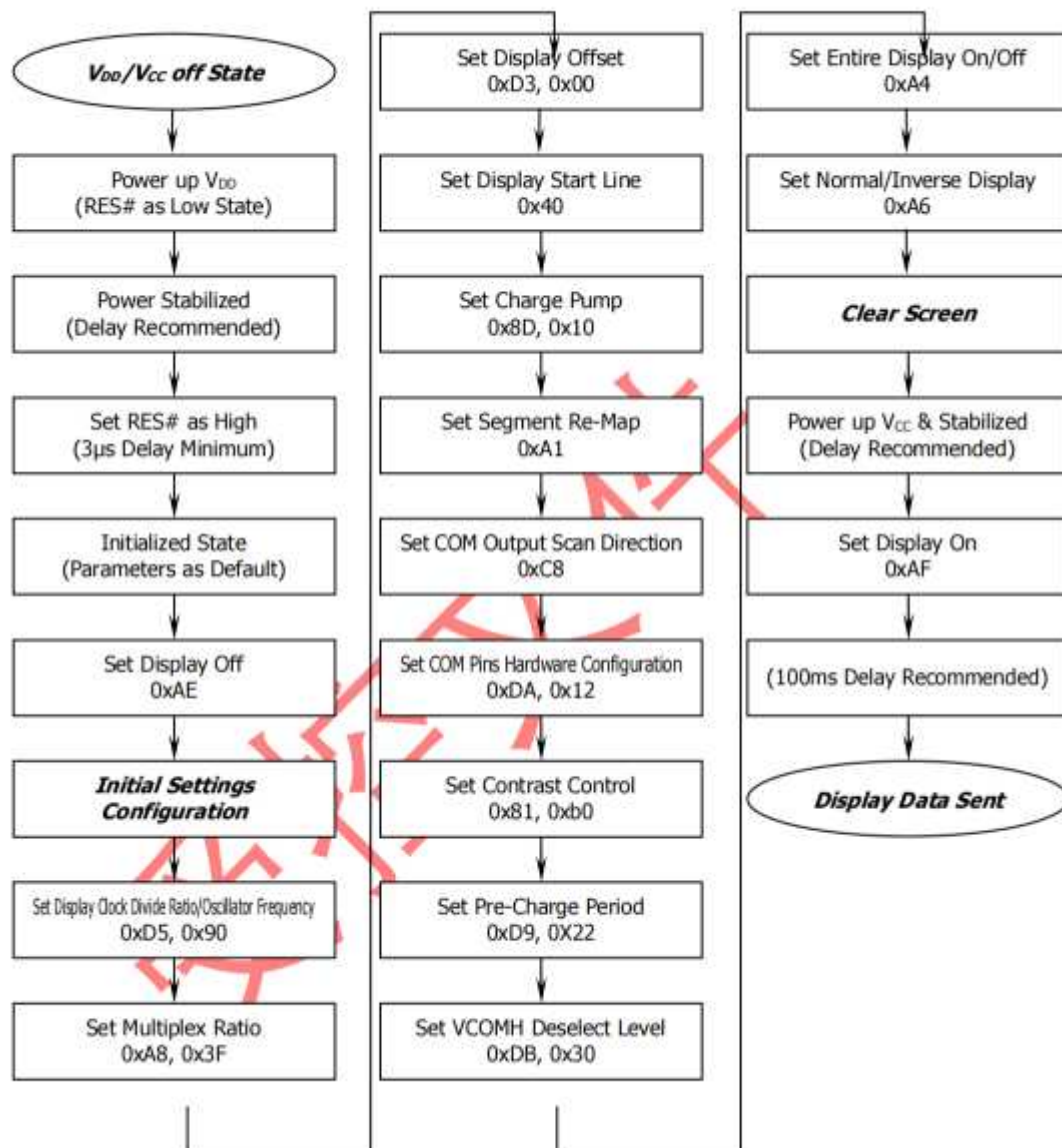 VDD/VCC off State
Power up VDD
(RES# as Low State)
Power Stabilized
(Delay Recommended)
Set RES# as High
(3μs Delay Minimum)
Initialized State
(Parameters as Default)
Set Display Off
0xAE
Initial Settings
Configuration
Set Display Clock Divide Ratio/Oscillator Frequency
0xD5, 0x90
Set Multiplex Ratio
0xA8, 0x3F
Set Display Offset
0xD3, 0x00
Set Display Start Line
0x40
Set Charge Pump
0x8D, 0x10
Set Segment Re-Map
0xA1
Set COM Output Scan Direction
0xC8
Set COM Pins Hardware Configuration
0xDA, 0x12
Set Contrast Control
0x81, 0xb0
Set Pre-Charge Period
0xD9, 0X22
Set VCOMH Deselect Level
0xDB, 0x30
Set Entire Display On/Off
0xA4
Set Normal/Inverse Display
0xA6
Clear Screen
Power up VCC & Stabilized
(Delay Recommended)
Set Display On
0xAF
(100ms Delay Recommended)
Display Data Sent